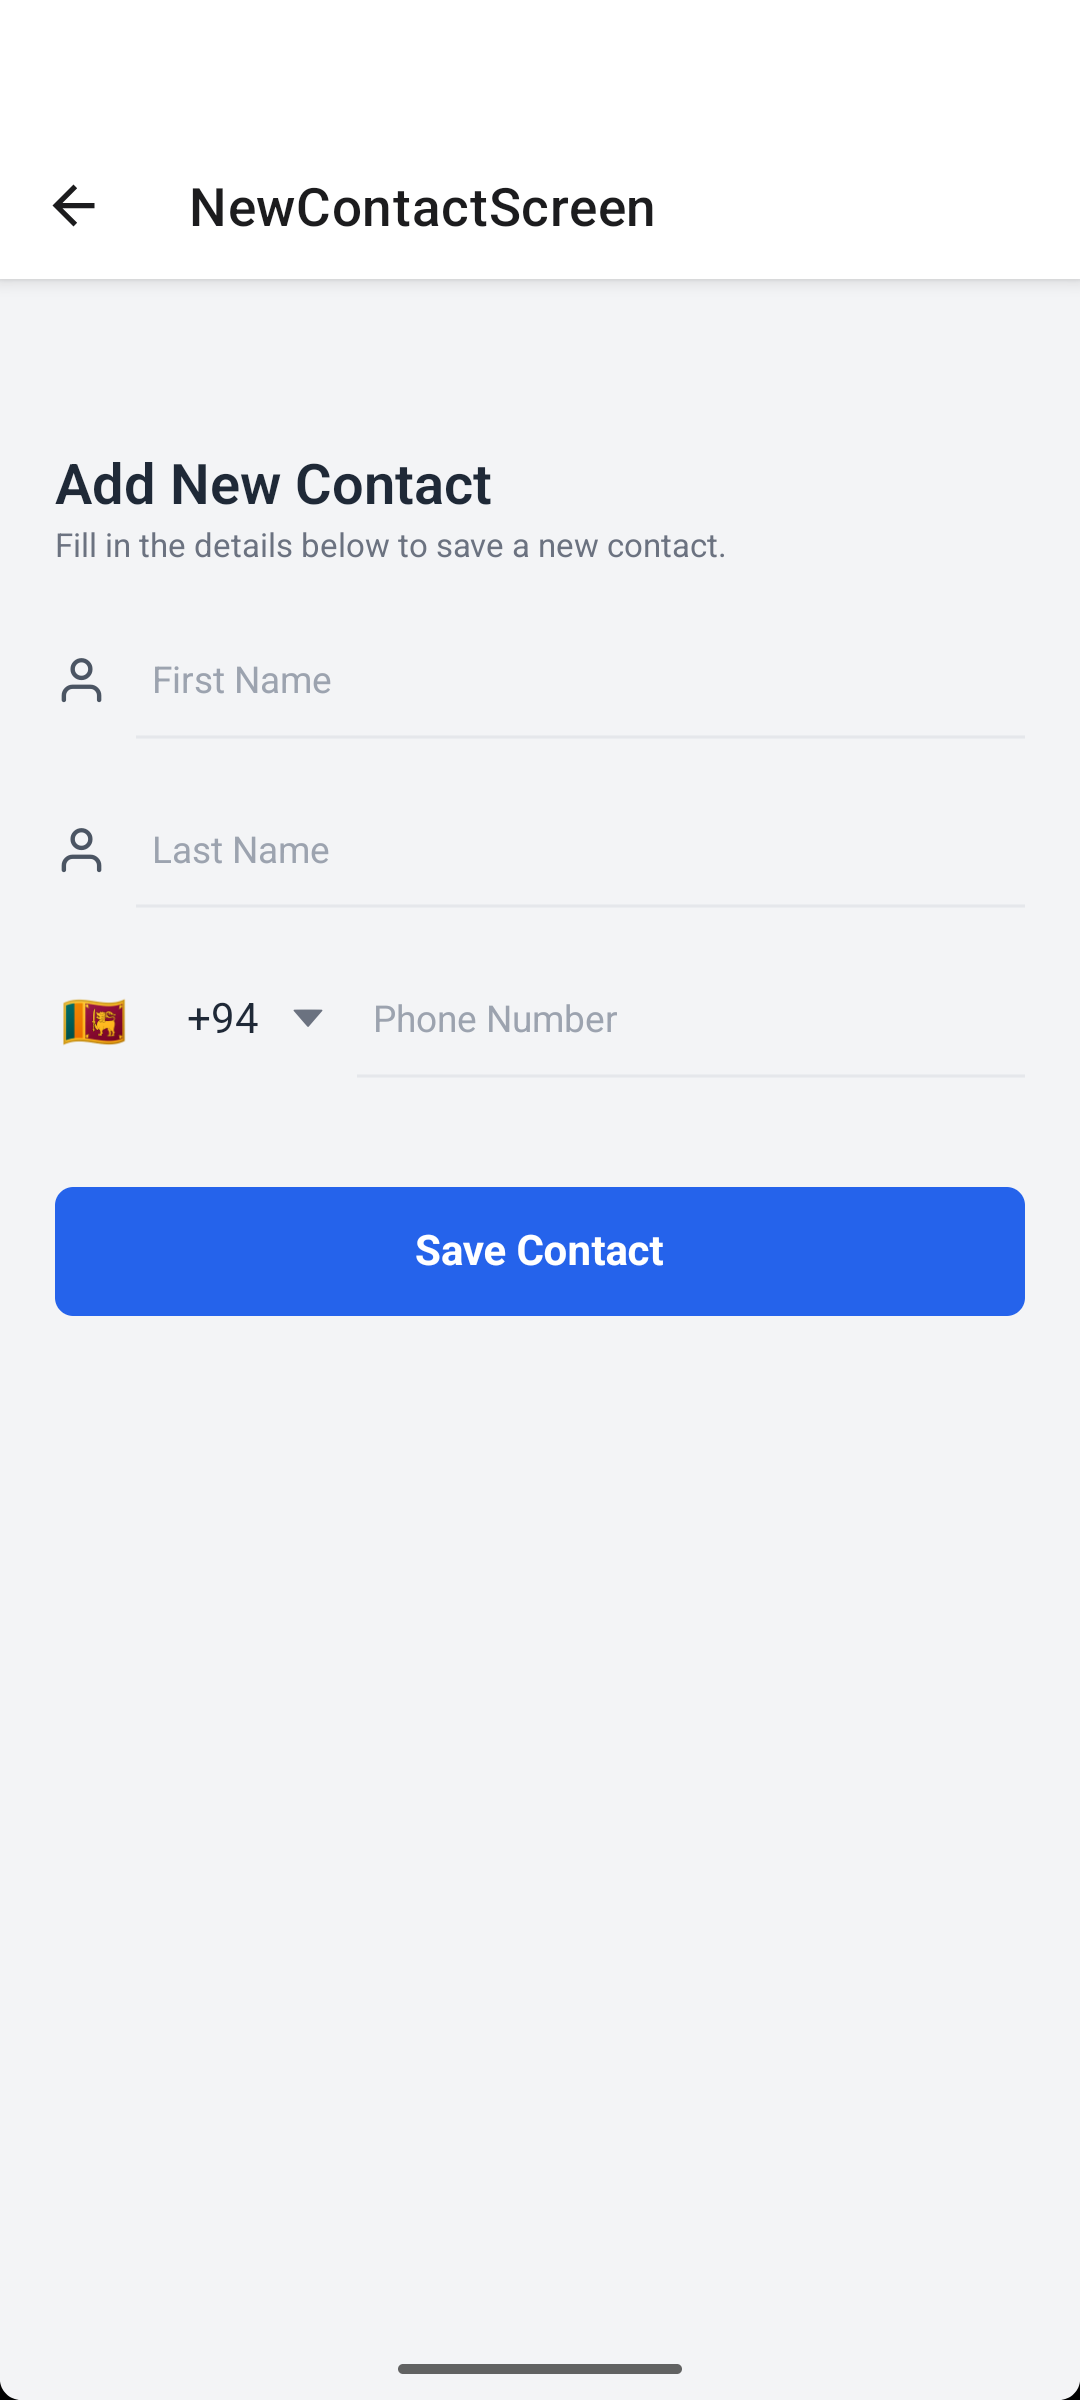 NewContactScreen
Add New Contact
Fill in the details below to save a new contact.
First Name
Last Name
+94 Phone Number
Save Contact